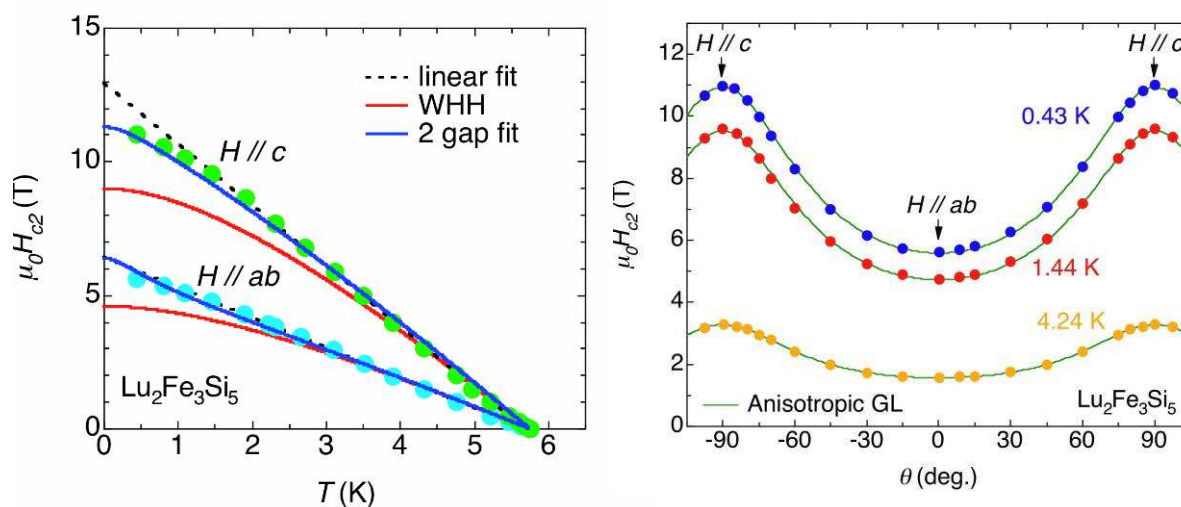 15
linear fit
WHH
2 gap fit
H // c
10
μ0Hc2 (T)
H // ab
5
Lu2Fe3Si5
0
0 1 2 3 4 5 6
T (K)
H // c
H // c
12
10
0.43 K
8
H // ab
μ0Hc2 (T)
6
1.44 K
4
4.24 K
2
Anisotropic GL
Lu2Fe3Si5
0
-90 -60 -30 0 30 60 90
θ (deg.)